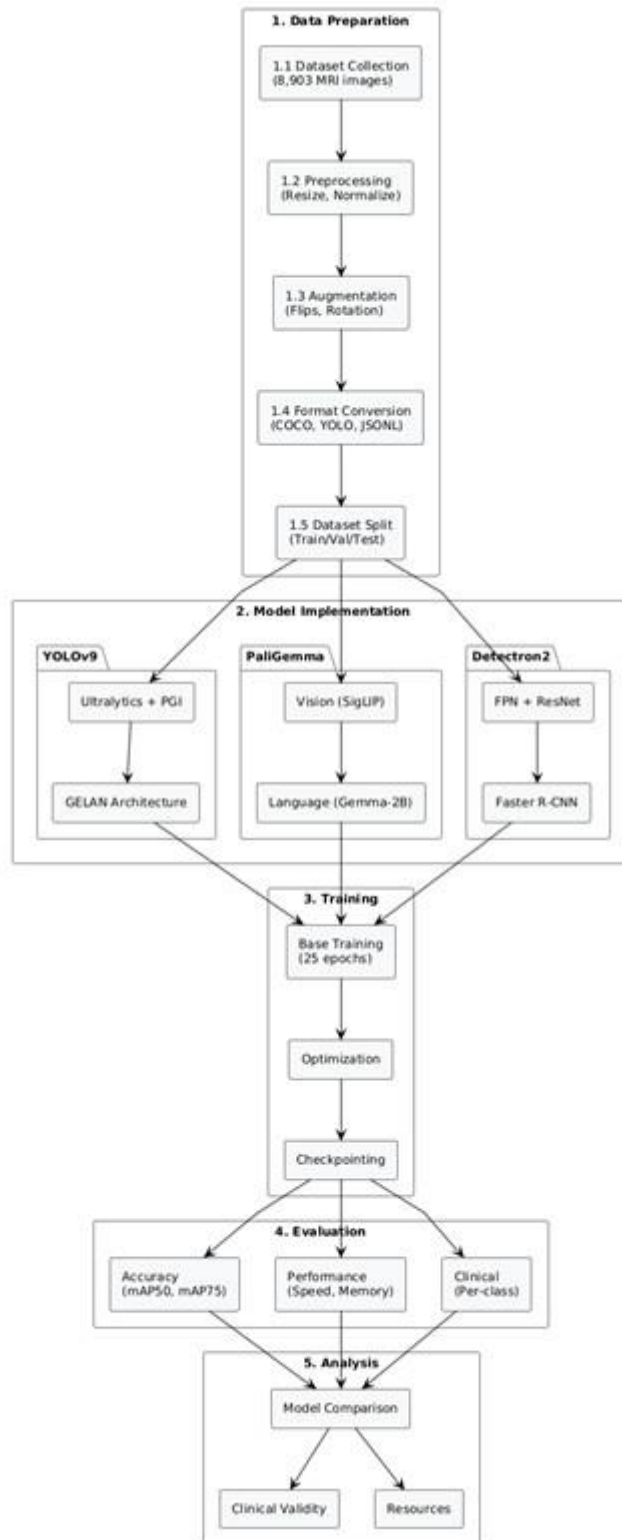 1. Data Preparation
1.1 Dataset Collection
(8,903 MRI images)
1.2 Preprocessing
(Resize, Normalize)
1.3 Augmentation
(Flips, Rotation)
1.4 Format Conversion
(COCO, YOLO, JSONL)
1.5 Dataset Split
(Train/Val/Test)
2. Model Implementation
YOLOv9
PaliGemma
Detectron2
Ultralytics + PGI
Vision (SigLIP)
FPN + ResNet
GELAN Architecture
Language (Gemma-2B)
Faster R-CNN
3. Training
Base Training
(25 epochs)
Optimization
Checkpointing
4. Evaluation
Accuracy
(mAP50, mAP75)
Performance
(Speed, Memory)
Clinical
(Per-class)
5. Analysis
Model Comparison
Clinical Validity
Resources